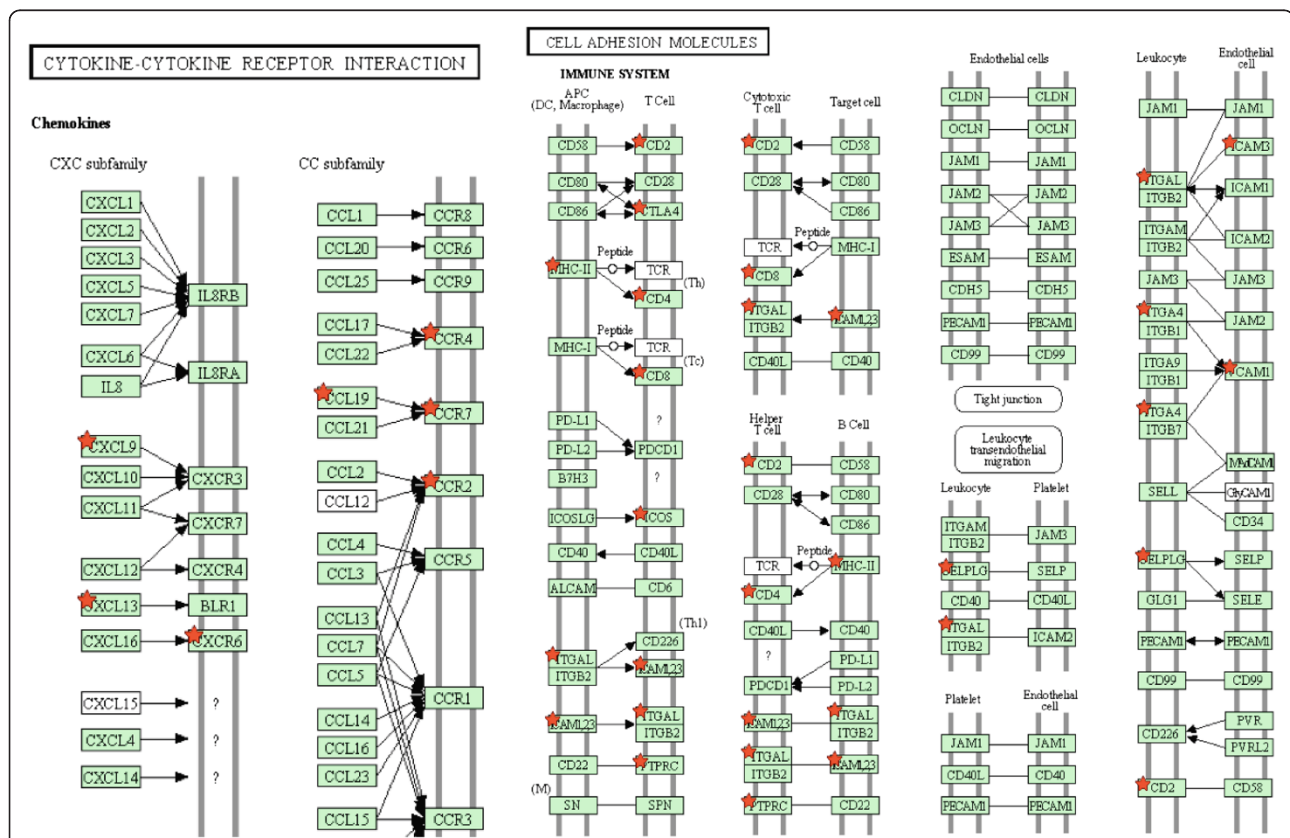 CYTOKINE-CYTOKINE RECEPTOR INTERACTION
Chemokines
CXC subfamily
CXCL1
CXCL2
CXCL3
CXCL5
CXCL7
CXCL6
IL8
IL8RB
IL8RA
CXCL9
CXCL10
CXCL11
CXCL12
CXCL13
CXCL16
CXCR3
CXCR7
CXCR4
BLR1
CXCR6
CXCL15 ?
CXCL4 ?
CXCL14 ?
CC subfamily
CCL1 CCR8
CCL20 CCR6
CCL25 CCR9
CCL17
CCL22
CCR4
CCL19
CCL21
CCR7
CCL2
CCL12
CCR2
CCL4
CCL3
CCR5
CCL13
CCL7
CCL5
CCR1
CCL14
CCL16
CCL23
CCL15
CCR3
CELL ADHESION MOLECULES
IMMUNE SYSTEM
APC
(DC, Macrophage)
T Cell
CD58 CD2
CD80 CD28
CD86 CTLA4
Peptide
MHC-II TCR
(Th)
CD4
Peptide
MHC-I TCR
(Tc)
CD8
PD-L1 ?
PD-L2 PDCD1
B7H3 ?
ICOSLG ICOS
CD40 CD40L
ALCAM CD6
(Th1)
CD226
ITGAL
ITGB2
CAM1,23
CAM1,23
ITGAL
ITGB2
CD22 PTPRC
(M)
SN SPN
Cytotoxic
T cell
Target cell
CD2 CD58
CD28 CD80
CD86
Peptide
TCR MHC-I
CD8
ITGAL
ITGB2
CAM1,23
CD40L CD40
Helper
T cell
B Cell
CD2 CD58
CD28 CD80
CD86
Peptide
TCR MHC-II
CD4
CD40L CD40
?
PD-L1
PDCD1 PD-L2
CAM1,23
ITGAL
ITGB2
ITGAL
ITGB2
CAM1,23
PTPRC CD22
Endothelial cells
CLDN CLDN
OCLN OCLN
JAM1 JAM1
JAM2 JAM2
JAM3 JAM3
ESAM ESAM
CDH5 CDH5
PECAM1 PECAM1
CD99 CD99
Tight junction
Leukocyte
transendothelial
migration
Leukocyte Platelet
ITGAM
ITGB2
JAM3
SELPLG SELP
CD40 CD40L
ITGAL
ITGB2
ICAM2
Platelet
Endothelial
cell
JAM1 JAM1
CD40L CD40
PECAM1 PECAM1
Leukocyte
Endothelial
cell
JAM1 JAM1
ICAM3
ITGAL
ITGB2
ICAM1
ITGAM
ITGB2
ICAM2
JAM3 JAM3
ITGA4
ITGB1
JAM2
ITGA9
ITGB1
VCAM1
ITGA4
ITGB7
MAdCAM1
SELL
GlyCAM1
CD34
SELPLG SELP
GLG1 SELE
PECAM1 PECAM1
CD99 CD99
CD226
PVR
PVRL2
CD2 CD58